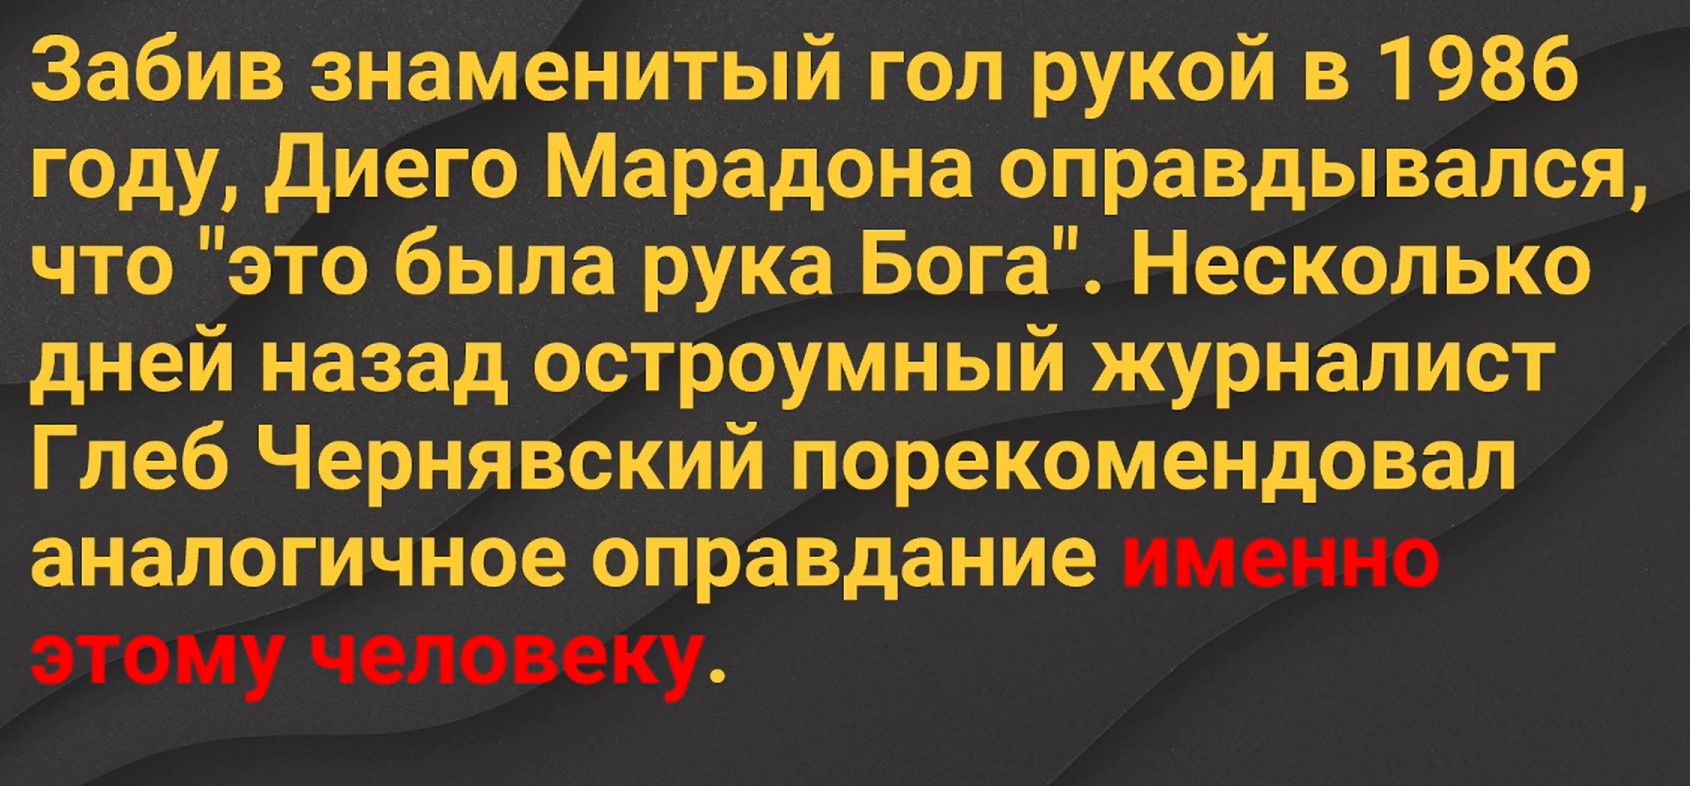 Забив знаменитый гол рукой в 1986
году, Диего Марадона оправдывался,
что "это была рука Бога". Несколько
дней назад остроумный журналист
Глеб Чернявский порекомендовал
аналогичное оправдание именно
этому человеку.